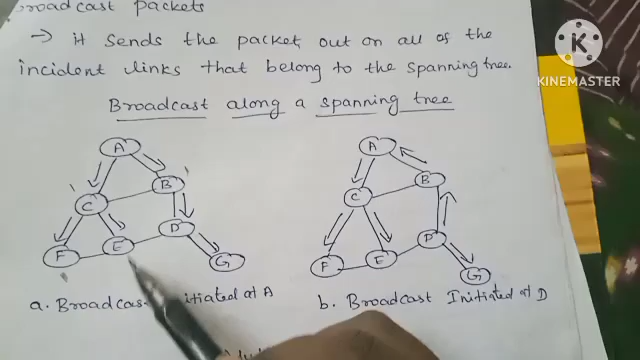 broadcast packets
→ it sends the packet out on all of the
incident links that belong to the spanning tree.
KINEMASTER
Broadcast along a spanning tree
A
B
C
D
E
F
G
A
B
C
D
E
F
G
a. Broadcast initiated at A
b. Broadcast Initiated at D